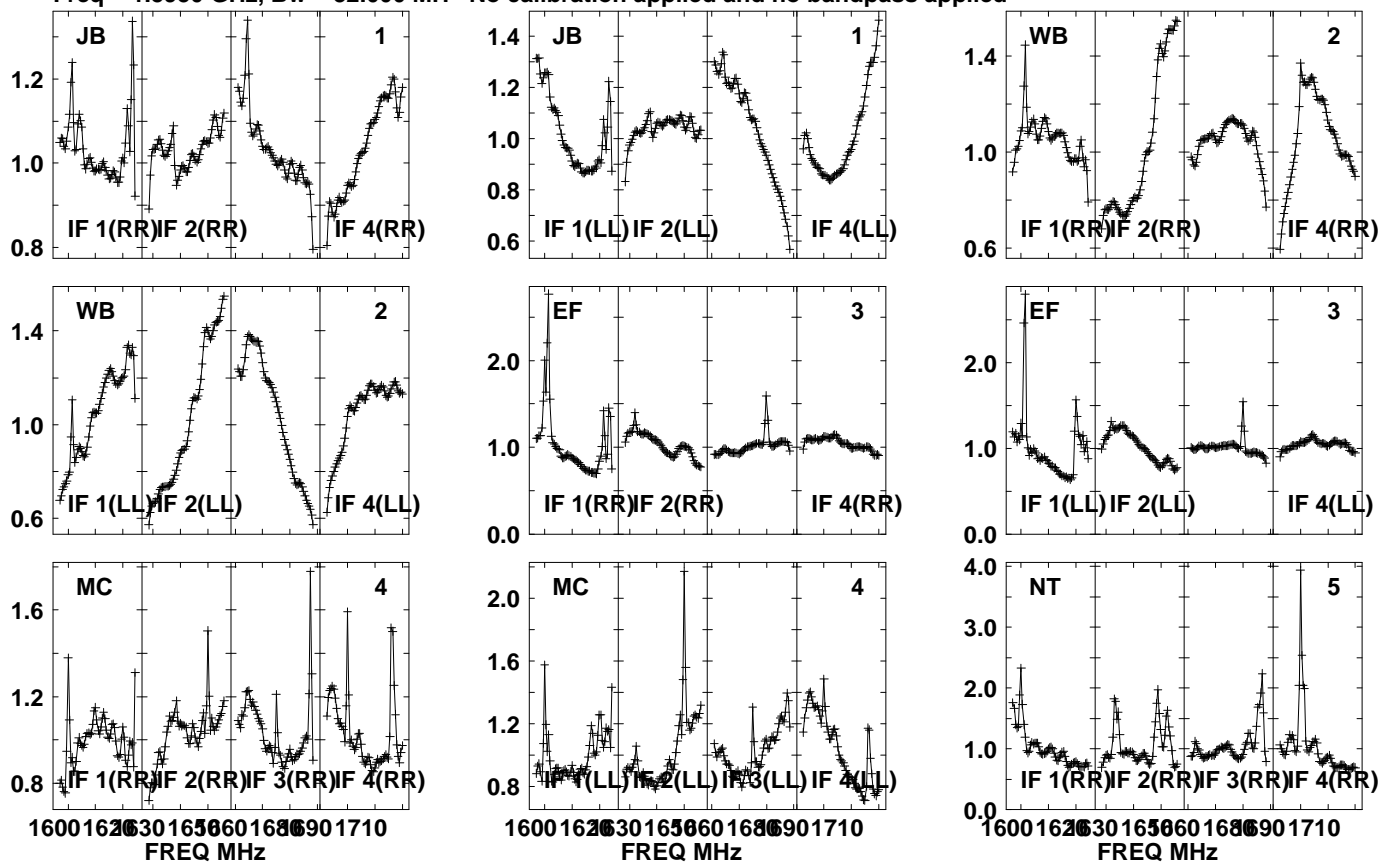 No calibration applied and no bandpass applied
JB 1
1.2
1.0
0.8
IF 1(RR) IF 2(RR) IF 4(RR)
JB 1
1.4
1.2
1.0
0.8
0.6
IF 1(LL) IF 2(LL) IF 4(LL)
WB 2
1.4
1.0
0.6
IF 1(RR) IF 2(RR) IF 4(RR)
WB 2
1.4
1.0
0.6
IF 1(LL) IF 2(LL) IF 4(LL)
EF 3
2.0
1.0
0.0
IF 1(RR) IF 2(RR) IF 4(RR)
EF 3
2.0
1.0
0.0
IF 1(LL) IF 2(LL) IF 4(LL)
MC 4
1.6
1.2
0.8
IF 1(RR) IF 2(RR) IF 3(RR) IF 4(RR)
1600 1690 1710
FREQ MHz
MC 4
2.0
1.6
1.2
0.8
IF 1(LL) IF 2(LL) IF 3(LL) IF 4(LL)
1600 1690 1710
FREQ MHz
NT 5
4.0
3.0
2.0
1.0
0.0
IF 1(RR) IF 2(RR) IF 3(RR) IF 4(RR)
1600 1690 1710
FREQ MHz